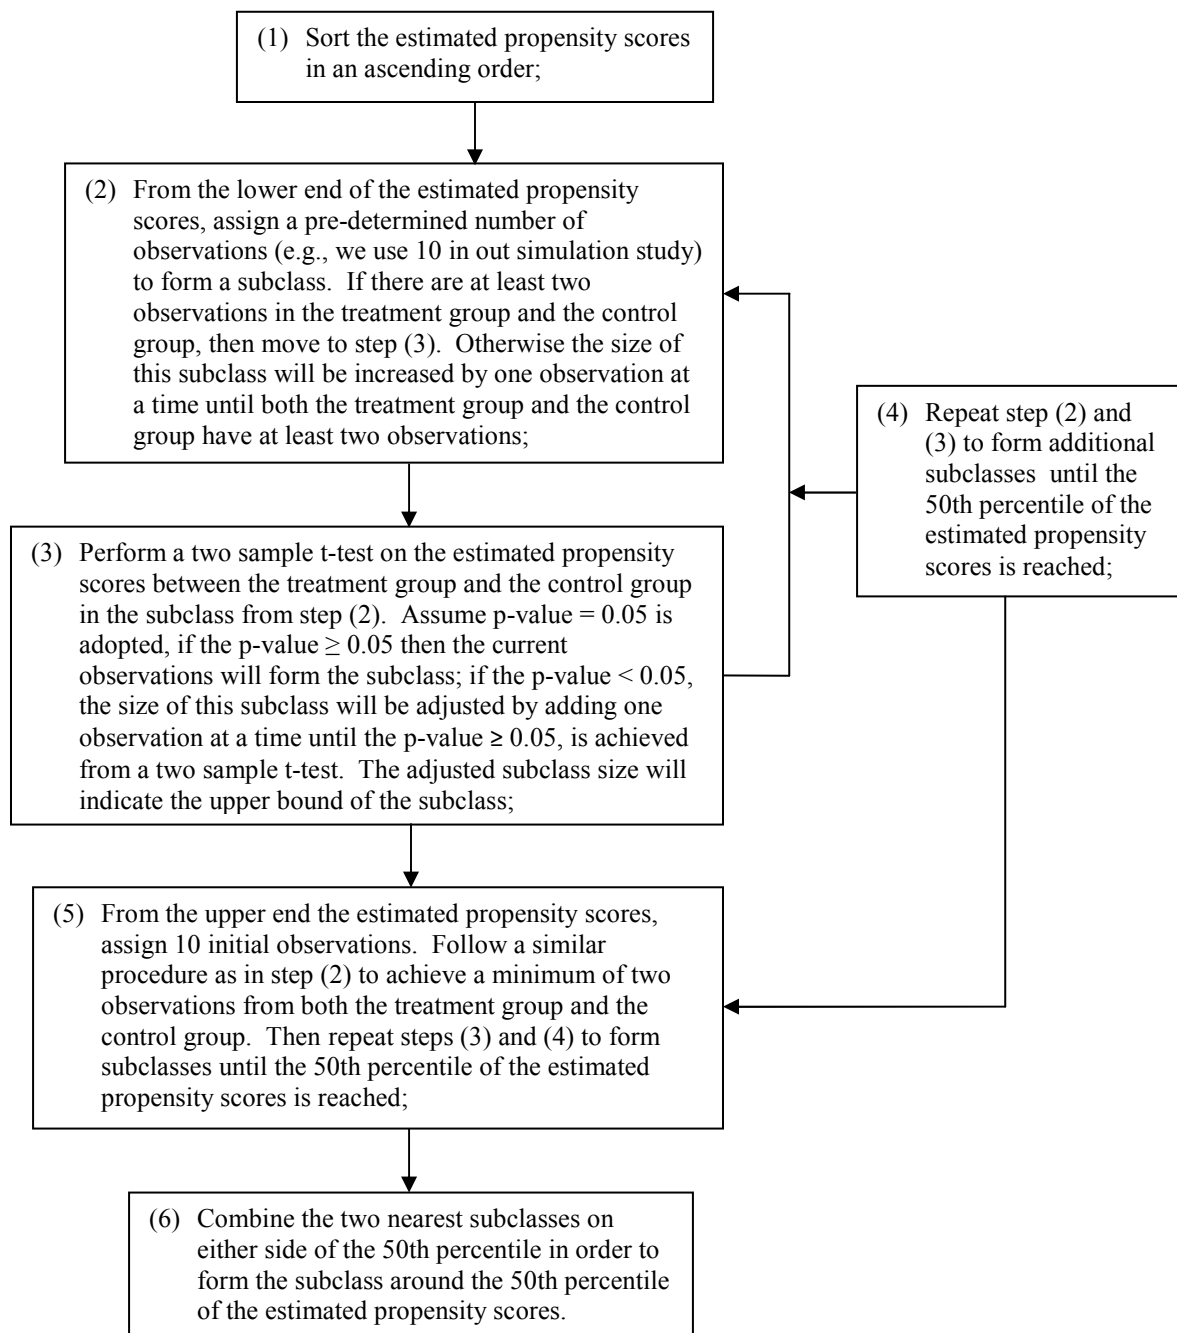 (1) Sort the estimated propensity scores
in an ascending order;
(2) From the lower end of the estimated propensity
scores, assign a pre-determined number of
observations (e.g., we use 10 in out simulation study)
to form a subclass. If there are at least two
observations in the treatment group and the control
group, then move to step (3). Otherwise the size of
this subclass will be increased by one observation at
a time until both the treatment group and the control
group have at least two observations;
(3) Perform a two sample t-test on the estimated propensity
scores between the treatment group and the control group
in the subclass from step (2). Assume p-value = 0.05 is
adopted, if the p-value ≥ 0.05 then the current
observations will form the subclass; if the p-value < 0.05,
the size of this subclass will be adjusted by adding one
observation at a time until the p-value ≥ 0.05, is achieved
from a two sample t-test. The adjusted subclass size will
indicate the upper bound of the subclass;
(4) Repeat step (2) and
(3) to form additional
subclasses until the
50th percentile of the
estimated propensity
scores is reached;
(5) From the upper end the estimated propensity scores,
assign 10 initial observations. Follow a similar
procedure as in step (2) to achieve a minimum of two
observations from both the treatment group and the
control group. Then repeat steps (3) and (4) to form
subclasses until the 50th percentile of the estimated
propensity scores is reached;
(6) Combine the two nearest subclasses on
either side of the 50th percentile in order to
form the subclass around the 50th percentile
of the estimated propensity scores.